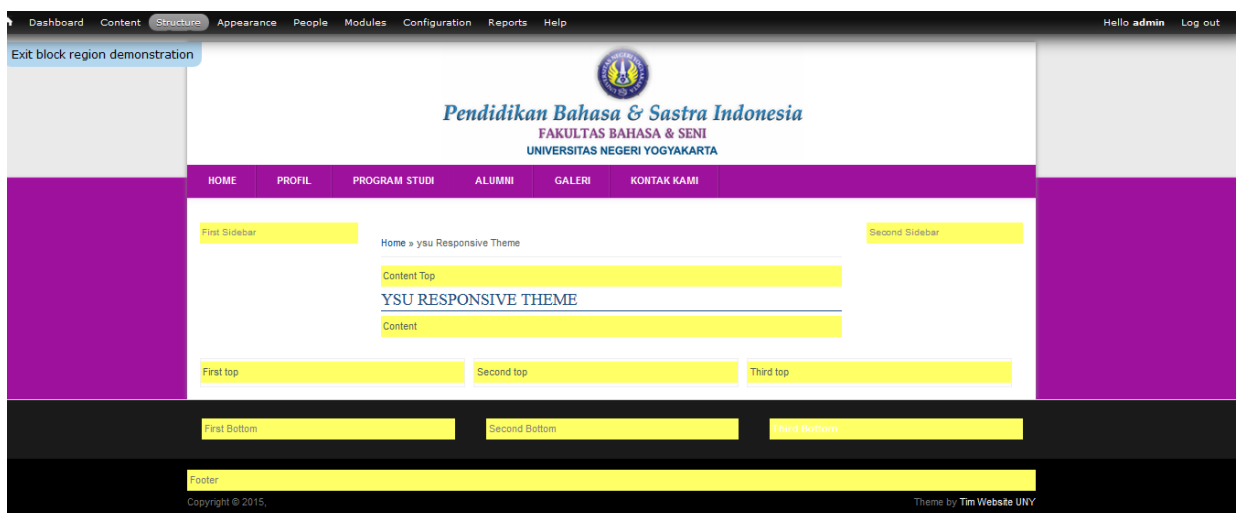 Dashboard Content Structure Appearance People Modules Configuration Reports Help Hello admin Log out
Exit block region demonstration
Pendidikan Bahasa & Sastra Indonesia
FAKULTAS BAHASA & SENI
UNIVERSITAS NEGERI YOGYAKARTA
HOME PROFIL PROGRAM STUDI ALUMNI GALERI KONTAK KAMI
First Sidebar
Second Sidebar
Home » ysu Responsive Theme
Content Top
YSU RESPONSIVE THEME
Content
First top Second top Third top
First Bottom Second Bottom Third Bottom
Footer
Copyright © 2015, Theme by Tim Website UNY